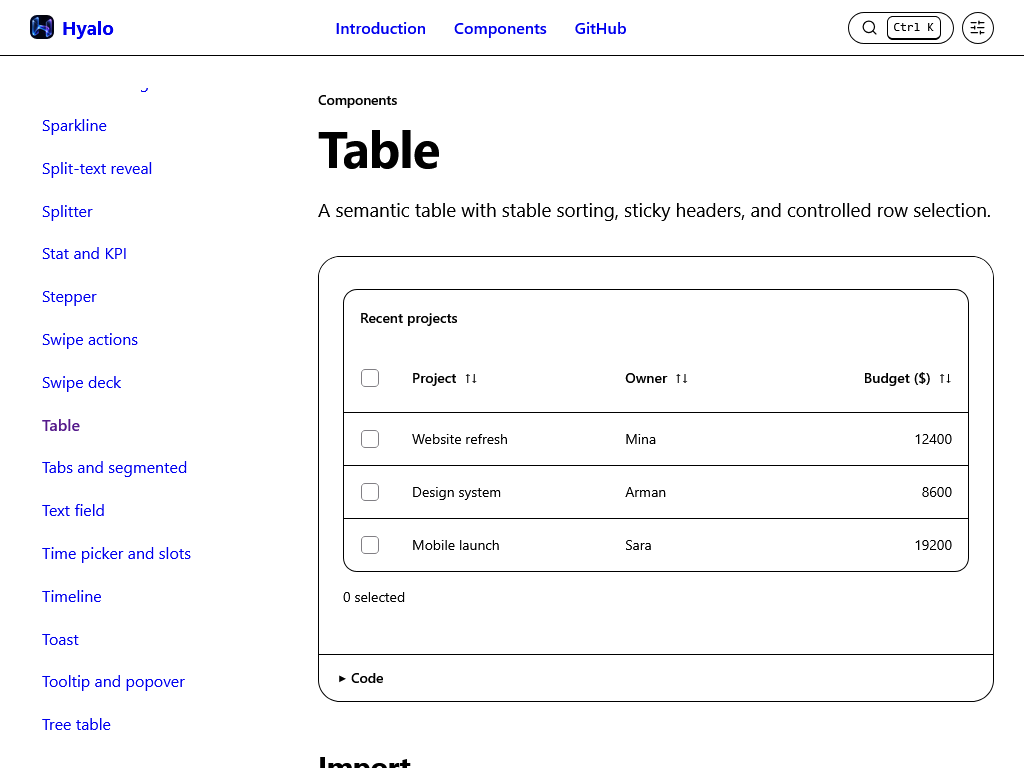 Hyalo
Introduction
Components
GitHub
Ctrl K
Sparkline
Split-text reveal
Splitter
Stat and KPI
Stepper
Swipe actions
Swipe deck
Table
Tabs and segmented
Text field
Time picker and slots
Timeline
Toast
Tooltip and popover
Tree table
Components
Table
A semantic table with stable sorting, sticky headers, and controlled row selection.
Recent projects
Project ↑↓ Owner ↑↓ Budget ($) ↑↓
Website refresh Mina 12400
Design system Arman 8600
Mobile launch Sara 19200
0 selected
▸ Code
Import